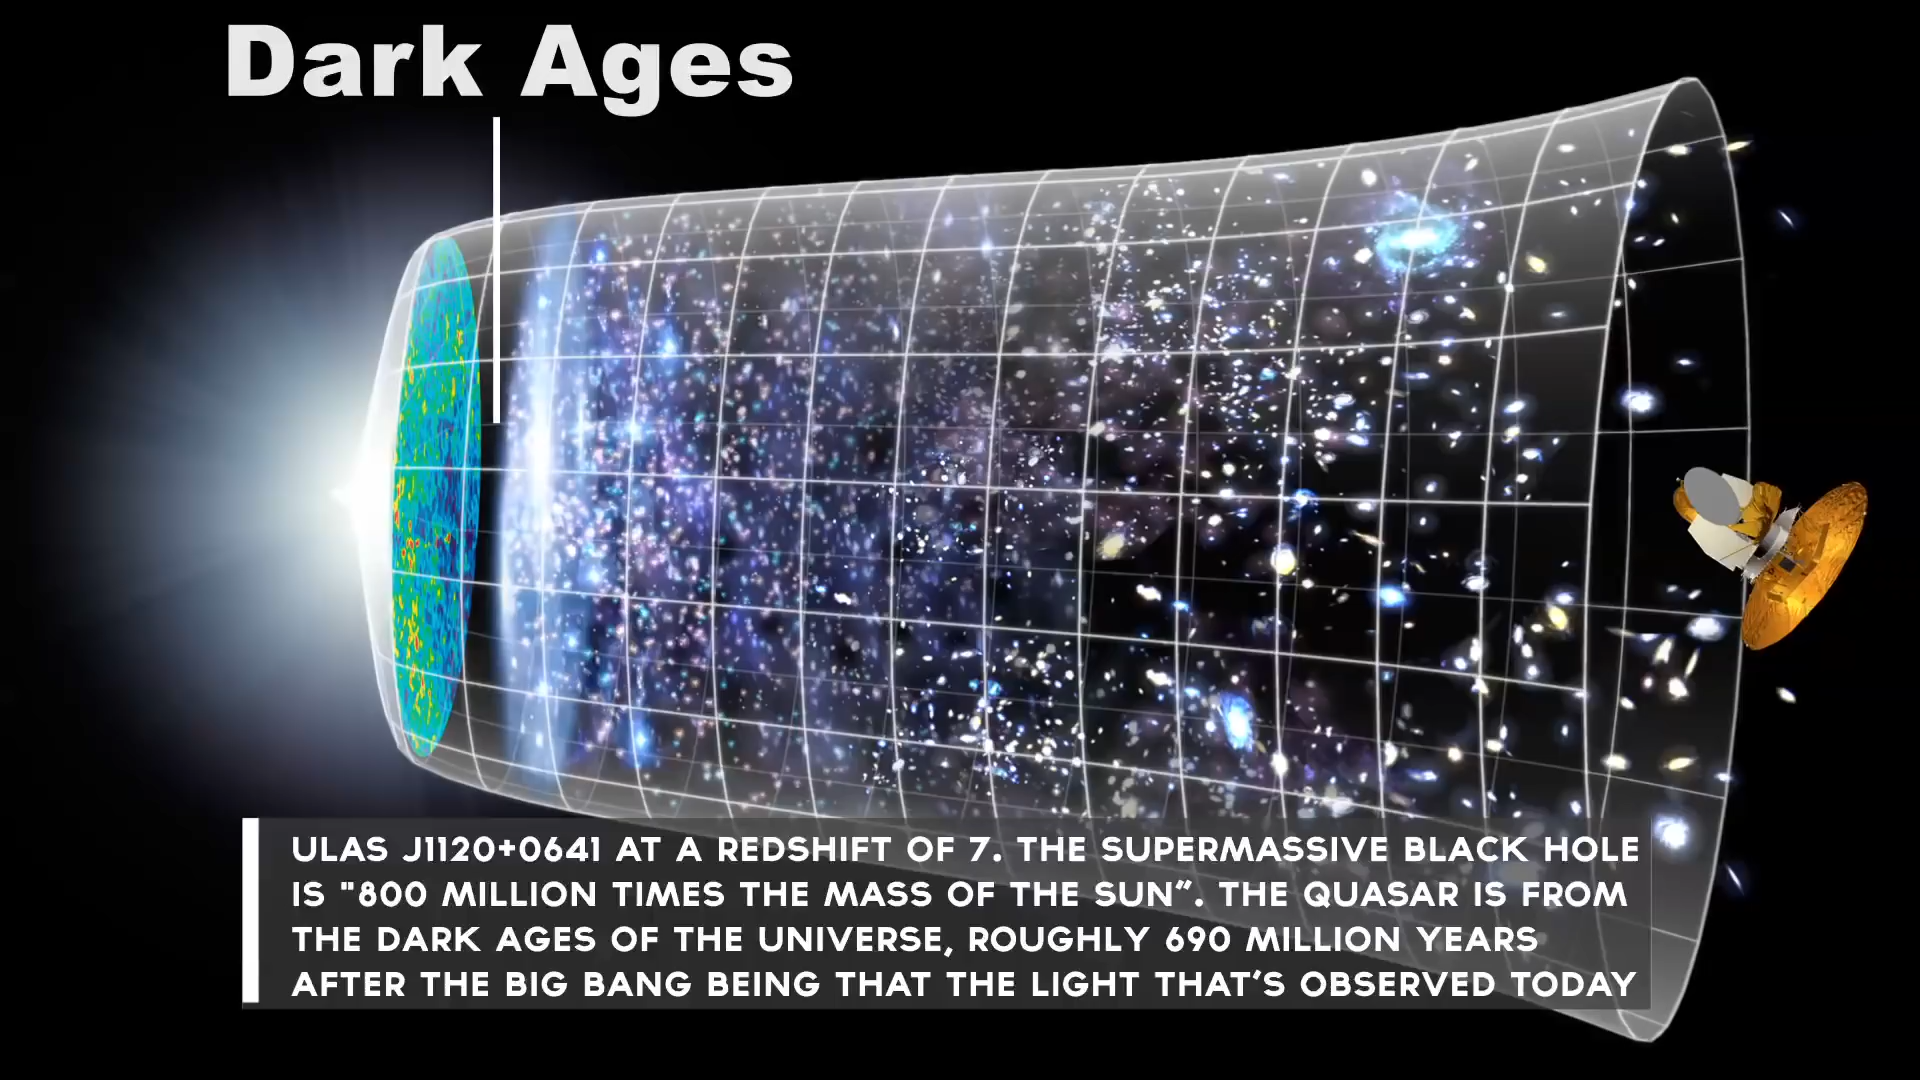 Dark Ages
ULAS J1120+0641 AT A REDSHIFT OF 7. THE SUPERMASSIVE BLACK HOLE
IS "800 MILLION TIMES THE MASS OF THE SUN”. THE QUASAR IS FROM
THE DARK AGES OF THE UNIVERSE, ROUGHLY 690 MILLION YEARS
AFTER THE BIG BANG BEING THAT THE LIGHT THAT’S OBSERVED TODAY